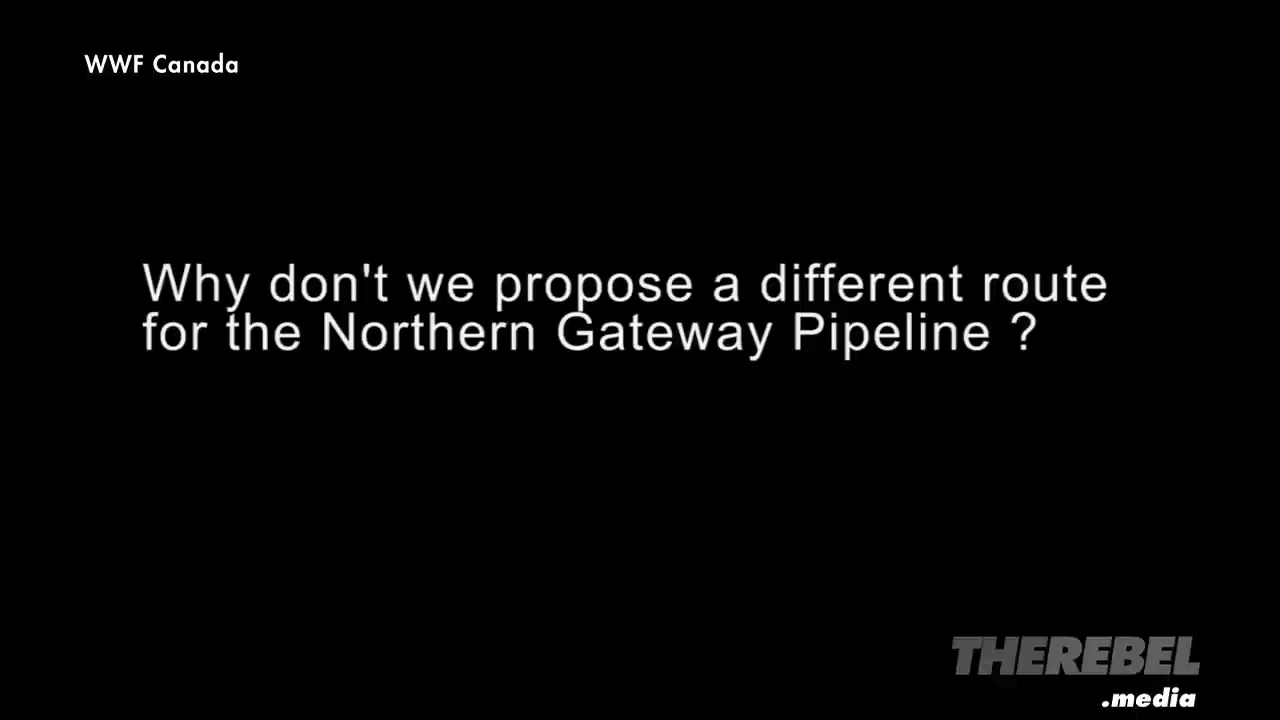 WWF Canada
Why don't we propose a different route
for the Northern Gateway Pipeline ?
THEREBEL
.media